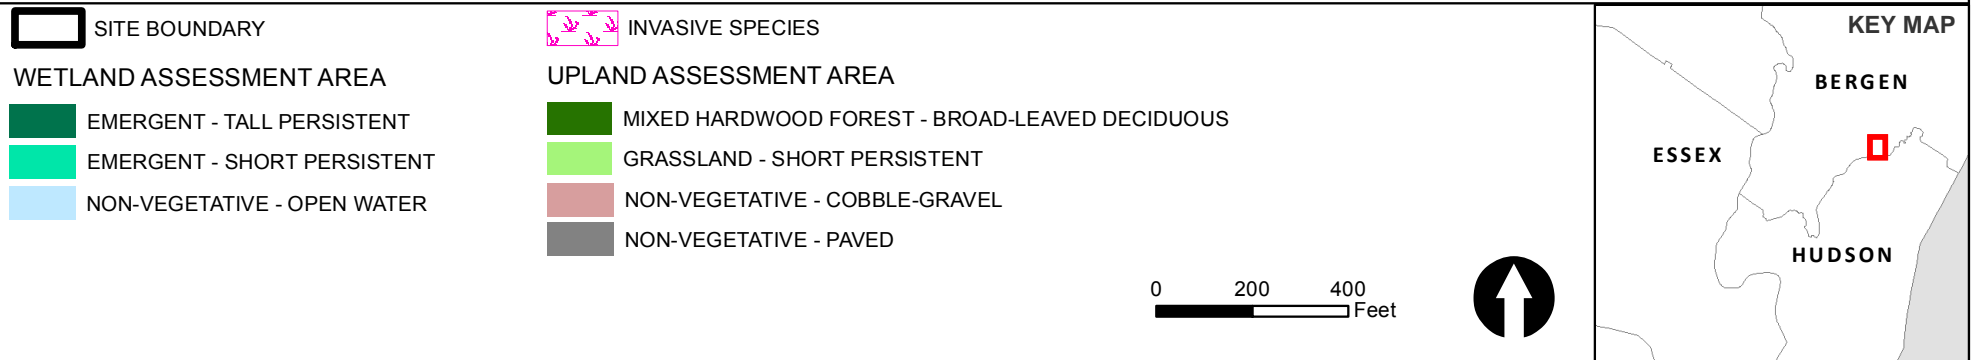 SITE BOUNDARY
WETLAND ASSESSMENT AREA
EMERGENT - TALL PERSISTENT
EMERGENT - SHORT PERSISTENT
NON-VEGETATIVE - OPEN WATER
INVASIVE SPECIES
UPLAND ASSESSMENT AREA
MIXED HARDWOOD FOREST - BROAD-LEAVED DECIDUOUS
GRASSLAND - SHORT PERSISTENT
NON-VEGETATIVE - COBBLE-GRAVEL
NON-VEGETATIVE - PAVED
0 200 400
Feet
KEY MAP
BERGEN
ESSEX
HUDSON